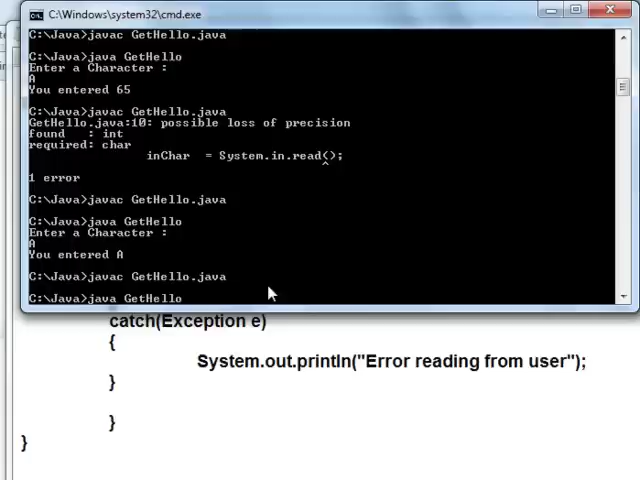 C:\Windows\system32\cmd.exe
C:\Java>javac GetHello.java
C:\Java>java GetHello
Enter a Character :
A
You entered 65
C:\Java>javac GetHello.java
GetHello.java:10: possible loss of precision
found   : int
required: char
inChar  = System.in.read();
^
1 error
C:\Java>javac GetHello.java
C:\Java>java GetHello
Enter a Character :
A
You entered A
C:\Java>javac GetHello.java
C:\Java>java GetHello
catch(Exception e)
{
System.out.println("Error reading from user");
}
}
}